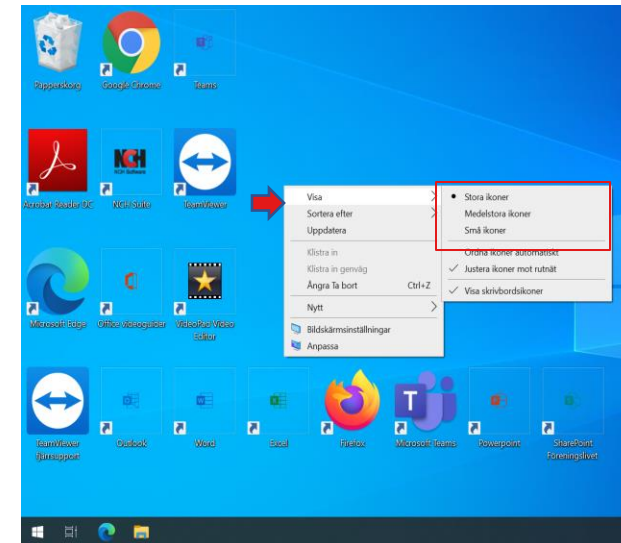 Papperskorg
Google Chrome
Teams
Acrobat Reader DC
NCH Software
NCH Suite
TeamViewer
Microsoft Edge
Office videoguider
VideoPad Video
Editor
TeamViewer
fjärrsupport
Outlook
Word
Excel
Firefox
Microsoft Teams
Powerpoint
SharePoint
Föreningslivet
Visa
Sortera efter
Uppdatera
Klistra in
Klistra in genväg
Ångra Ta bort Ctrl+Z
Nytt
Bildskärmsinställningar
Anpassa
Stora ikoner
Medelstora ikoner
Små ikoner
Ordna ikoner automatiskt
Justera ikoner mot rutnät
Visa skrivbordsikoner